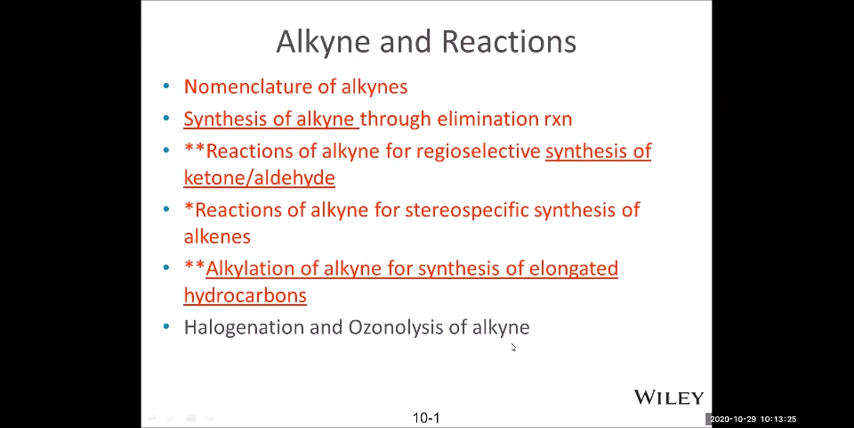 Alkyne and Reactions
• Nomenclature of alkynes
• Synthesis of alkyne through elimination rxn
• **Reactions of alkyne for regioselective synthesis of
ketone/aldehyde
• *Reactions of alkyne for stereospecific synthesis of
alkenes
• **Alkylation of alkyne for synthesis of elongated
hydrocarbons
• Halogenation and Ozonolysis of alkyne
WILEY
10-1
2020-10-29 10:13:25